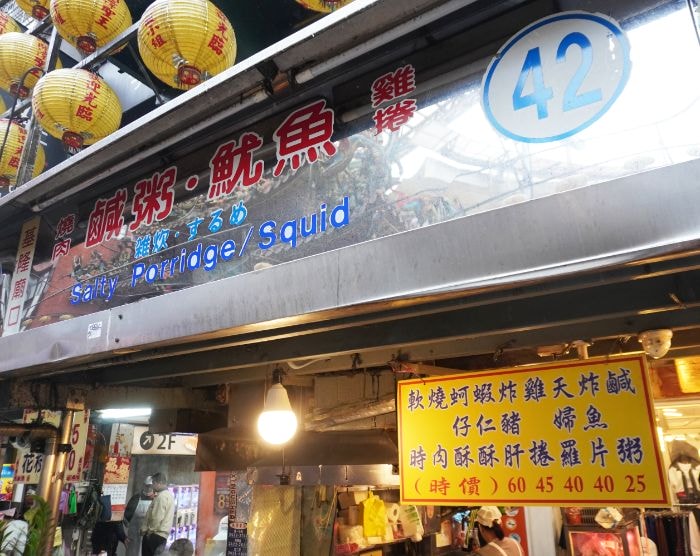 42
雞捲
鹹粥・魷魚
燒肉
雑炊・するめ
Salty Porridge/Squid
基隆廟口
鹹粥 25
炸魚片 40
天婦羅 40
雞捲 45
炸豬肝 60
蝦仁酥
蚵仔酥
燒肉
軟
(時價)
2F